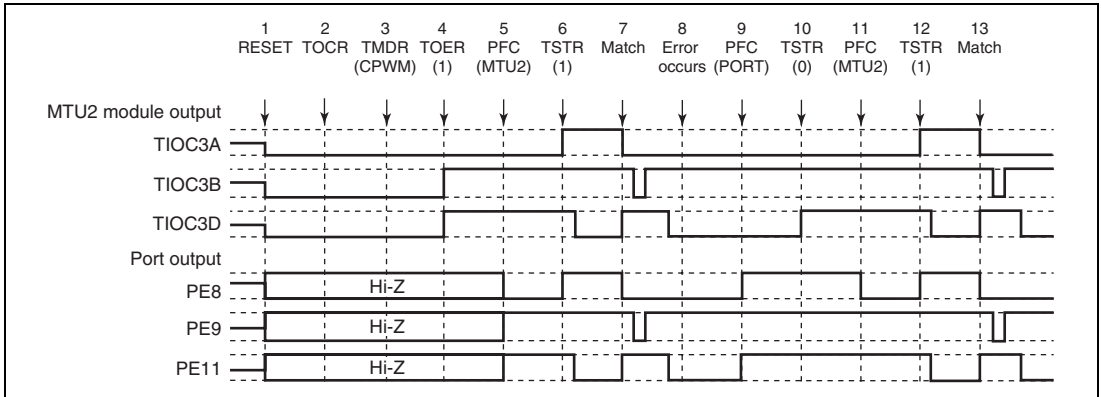 1 2 3 4 5 6 7 8 9 10 11 12 13
RESET TOCR TMDR TOER PFC TSTR Match Error PFC TSTR PFC TSTR Match
(CPWM) (1) (MTU2) (1) occurs (PORT) (0) (MTU2) (1)
MTU2 module output
TIOC3A
TIOC3B
TIOC3D
Port output
PE8 Hi-Z
PE9 Hi-Z
PE11 Hi-Z